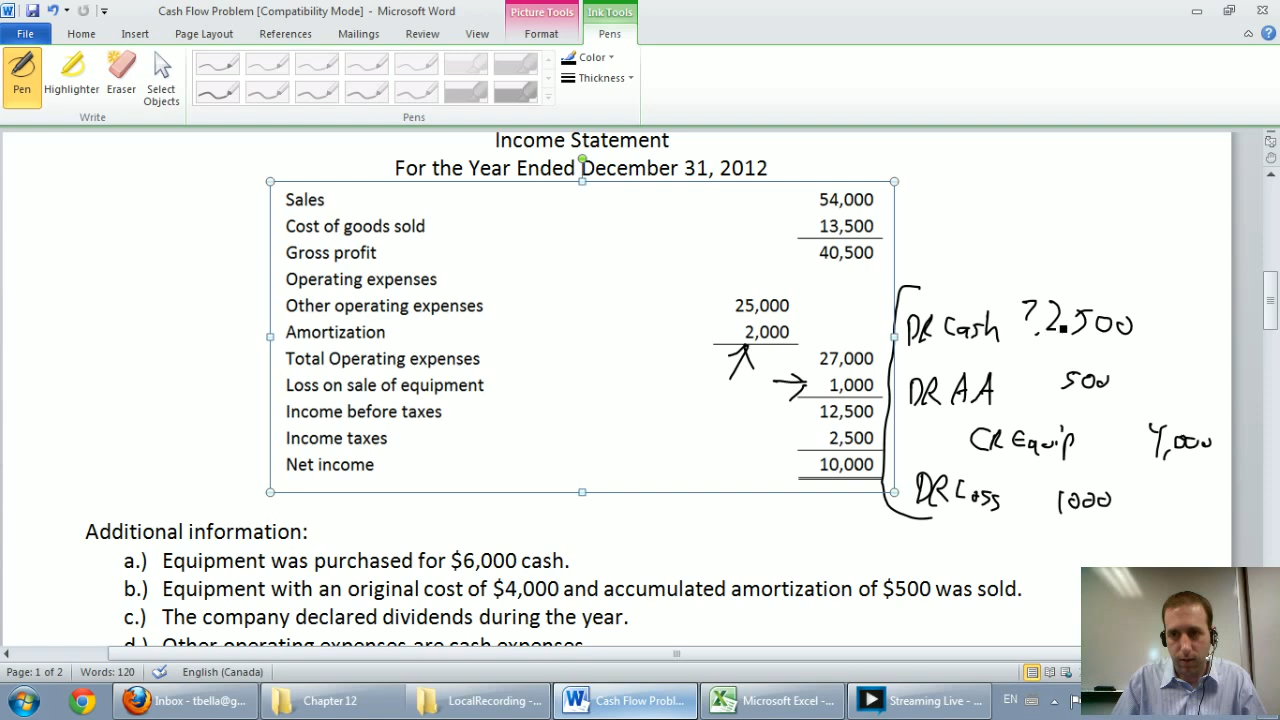 Cash Flow Problem [Compatibility Mode] - Microsoft Word
Picture Tools Ink Tools
File Home Insert Page Layout References Mailings Review View Format Pens
Pen Highlighter Eraser Select Objects
Color
Thickness
Write Pens
Income Statement
For the Year Ended December 31, 2012
Sales 54,000
Cost of goods sold 13,500
Gross profit 40,500
Operating expenses
Other operating expenses 25,000
Amortization 2,000
Total Operating expenses 27,000
Loss on sale of equipment 1,000
Income before taxes 12,500
Income taxes 2,500
Net income 10,000
DR Cash ?.2.500
DR AA 500
CR Equip 4,000
DR Loss 1000
Additional information:
a.) Equipment was purchased for $6,000 cash.
b.) Equipment with an original cost of $4,000 and accumulated amortization of $500 was sold.
c.) The company declared dividends during the year.
d.) Other operating expenses are cash expenses.
Page: 1 of 2 Words: 120 English (Canada)
Inbox - tbella@g... Chapter 12 LocalRecording -... Cash Flow Proble... Microsoft Excel -... Streaming Live -... EN